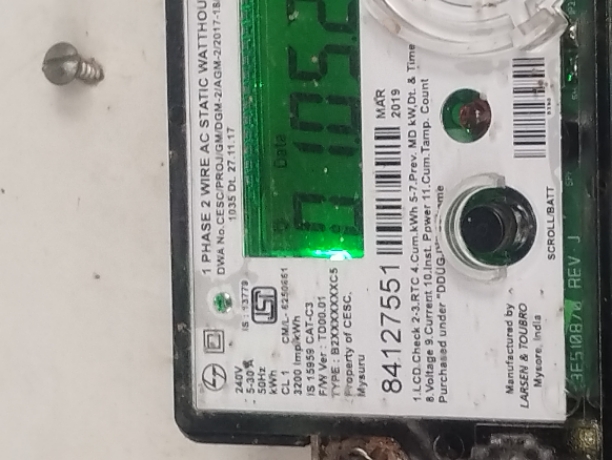 1 PHASE 2 WIRE AC STATIC WATTHOU
DWA No.CESC/PROJ/GM/DGM-2/AGM-2/2017-18/
1035 Dt. 27.11.17
Date
IS : 13779
ISI
CM/L-
240V
5-30 A
50Hz
kWh
CL 1
3200 Imp/kWh
IS 15959 CAT-C3
F/W Ver : TD00.01
TYPE : B2XXXXXXXC5
Property of CESC,
Mysuru
84127551
MAR
2019
1.LCD.Check 2-3.RTC 4.Cum.kWh 5-7.Prev. MD kW,Dt. & Time
8.Voltage 9.Current 10.Inst. Power 11.Cum.Tamp. Count
Purchased under "DDUG
me
SCROLL/BATT
Manufactured by
LARSEN & TOUBRO
Mysore, India
REV J